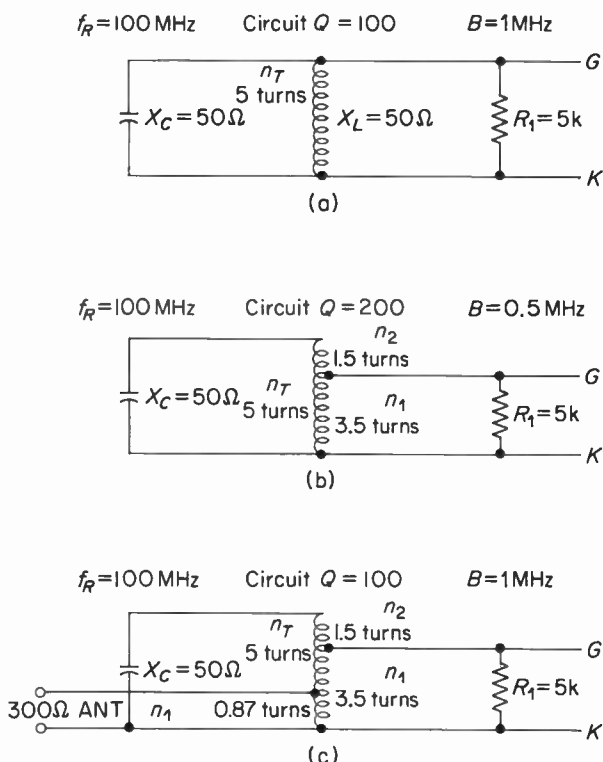 f_R=100 MHz Circuit Q=100 B=1MHz
n_T
5 turns
X_C=50Ω
X_L=50Ω
R_1=5k
G
K
(a)
f_R=100 MHz Circuit Q=200 B=0.5 MHz
n_2
1.5 turns
G
X_C=50Ω
n_T
5 turns
n_1
3.5 turns
R_1=5k
K
(b)
f_R=100 MHz Circuit Q=100 B=1MHz
n_2
1.5 turns
n_T
5 turns
G
X_C=50Ω
n_1
3.5 turns
R_1=5k
300Ω ANT
n_1
0.87 turns
K
(c)